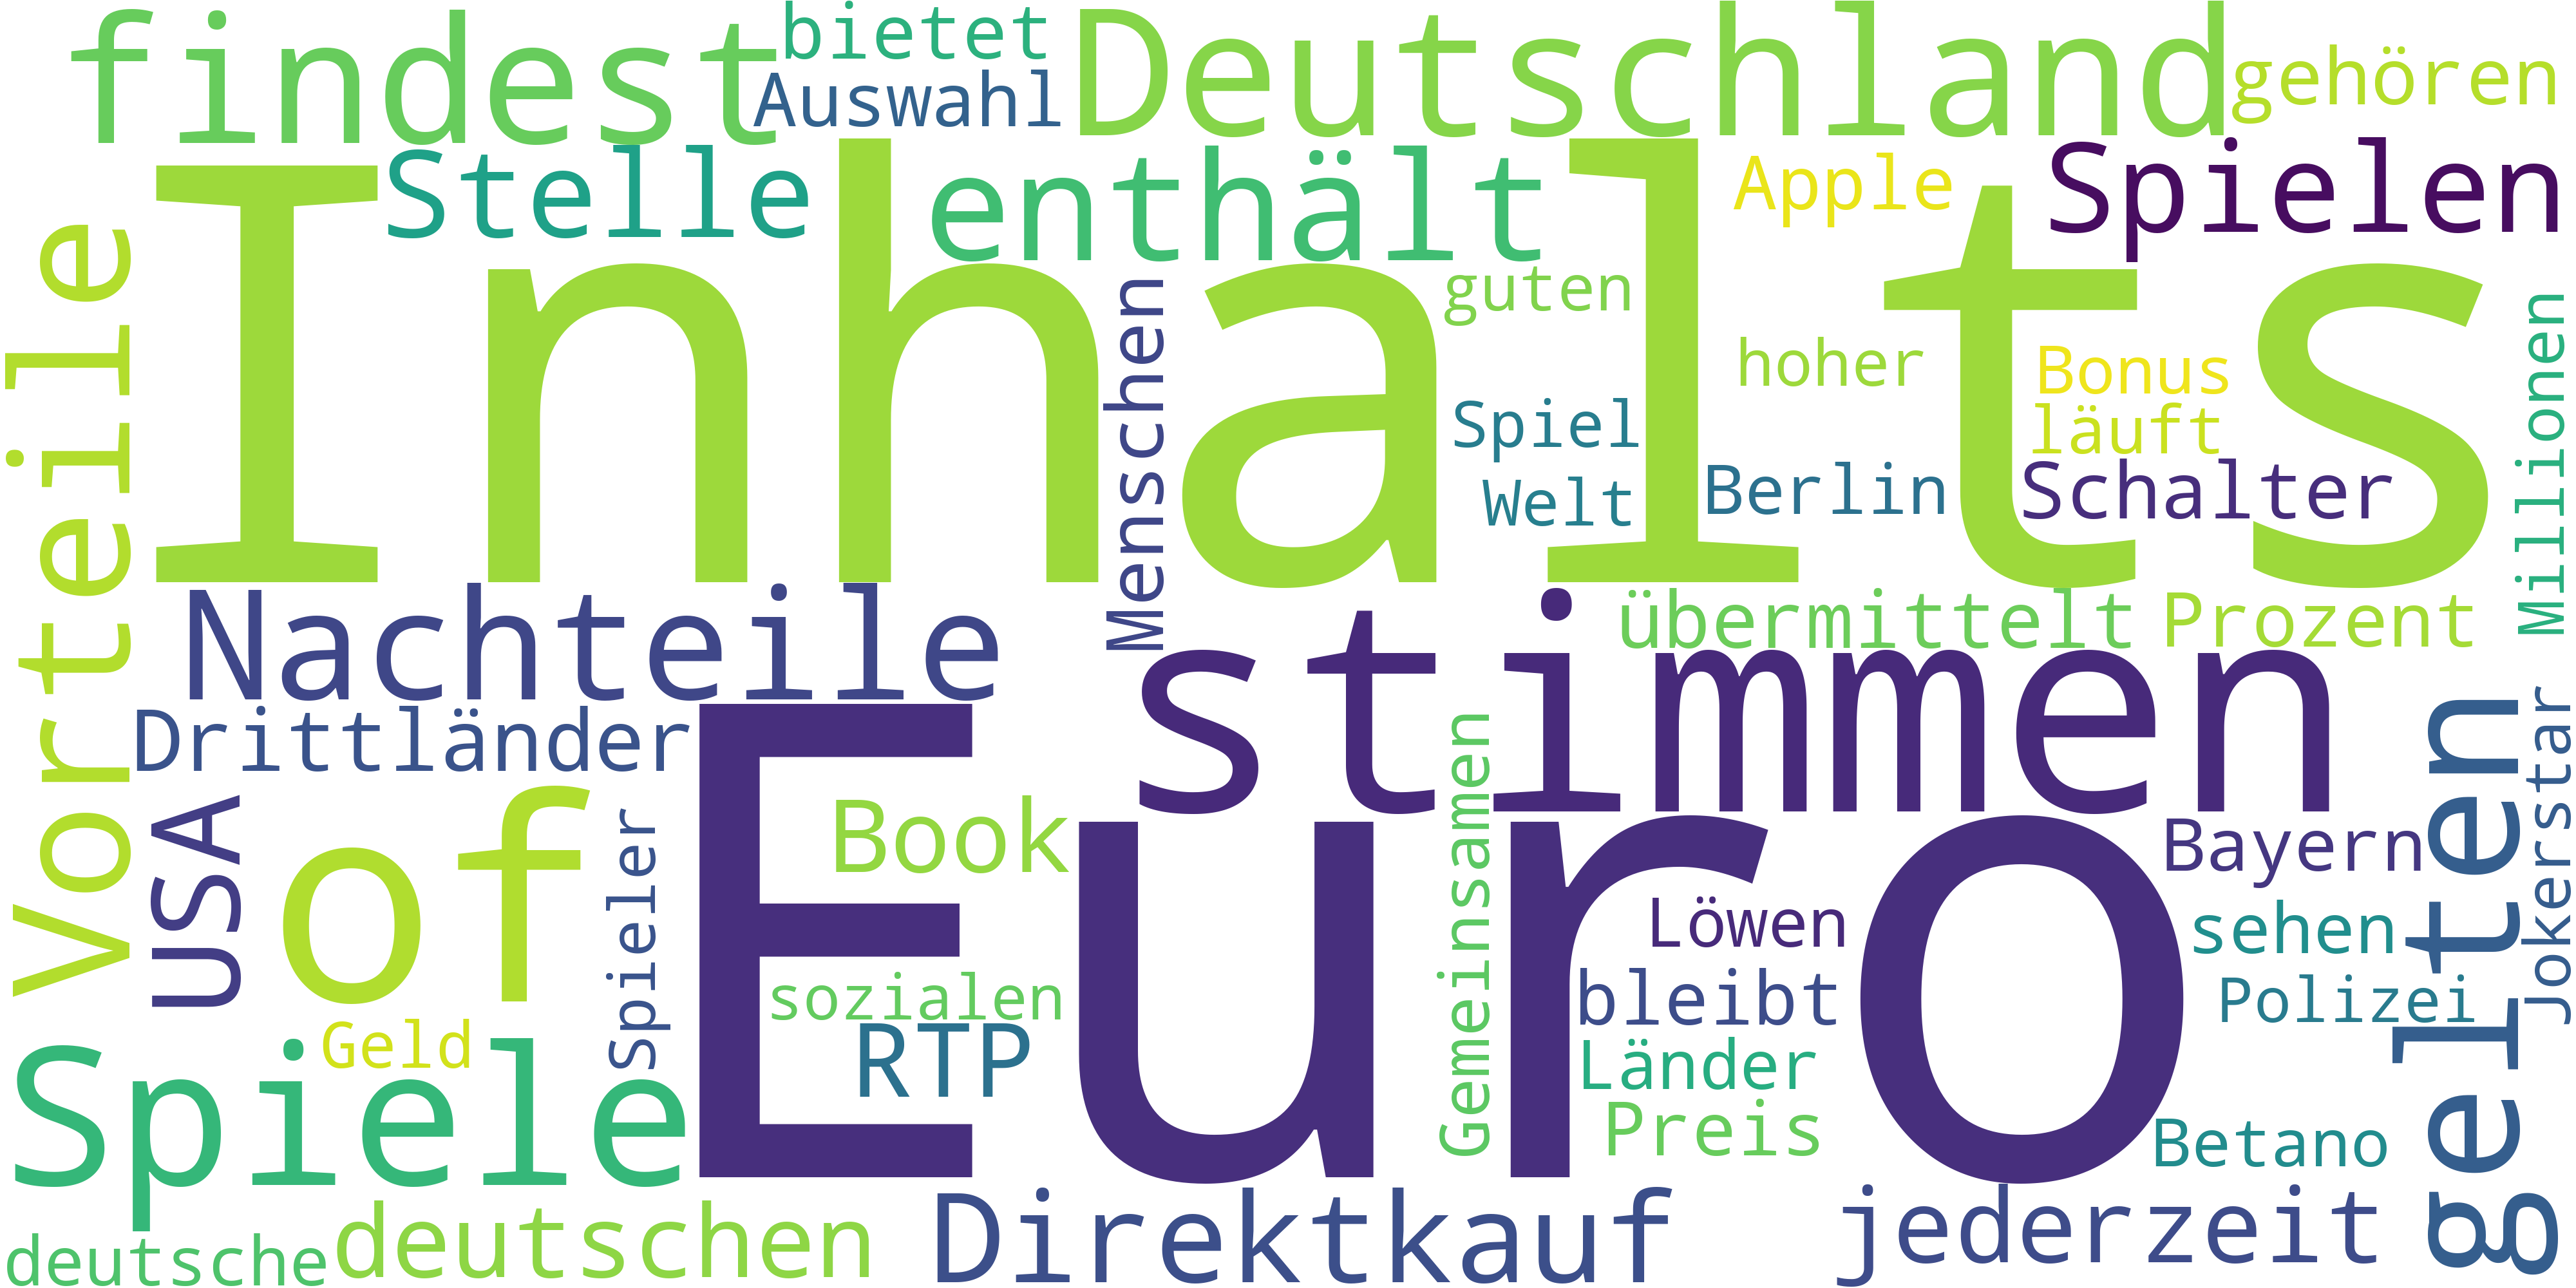 findest
bietet
Auswahl
Deutschland
gehören
Stelle
enthält
Apple
Spielen
Inhalts
Vorteile
Menschen
guten
hoher
Bonus
Millionen
Spiel
läuft
Welt
Berlin
Schalter
Nachteile
übermittelt
Prozent
stimmen
Drittländer
Euro
USA
of
Spieler
Book
Gemeinsamen
Bayern
gelten
Jokerstar
Löwen
sehen
sozialen
bleibt
Polizei
Geld
RTP
Länder
Spiele
Preis
Betano
deutsche
deutschen
Direktkauf
jederzeit